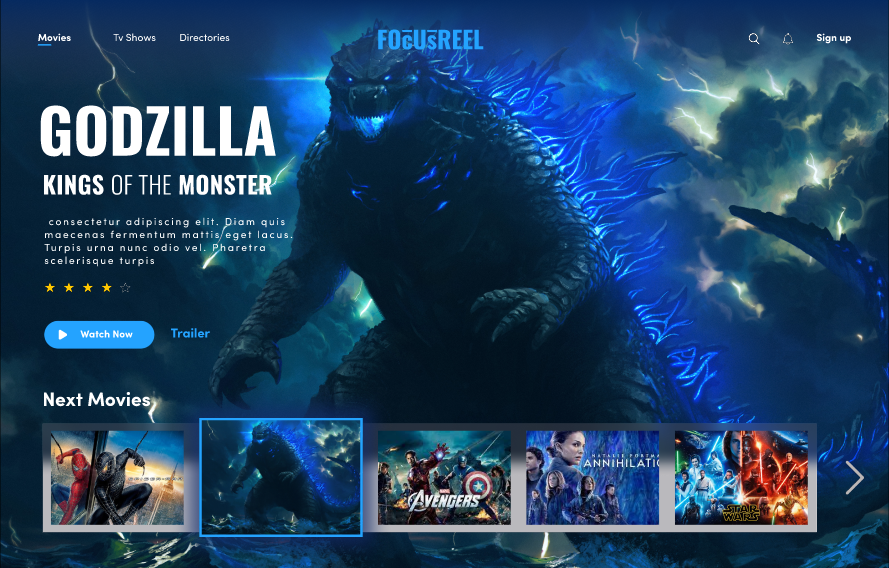 Movies
Tv Shows
Directories
FOCUSREEL
Sign up
GODZILLA
KINGS OF THE MONSTER
consectetur adipiscing elit. Diam quis
maecenas fermentum mattis eget lacus.
Turpis urna nunc odio vel. Pharetra
scelerisque turpis
Watch Now
Trailer
Next Movies
MARVEL
AVENGERS
NATALIE PORTMA
ANNIHILATIO
STAR
WARS